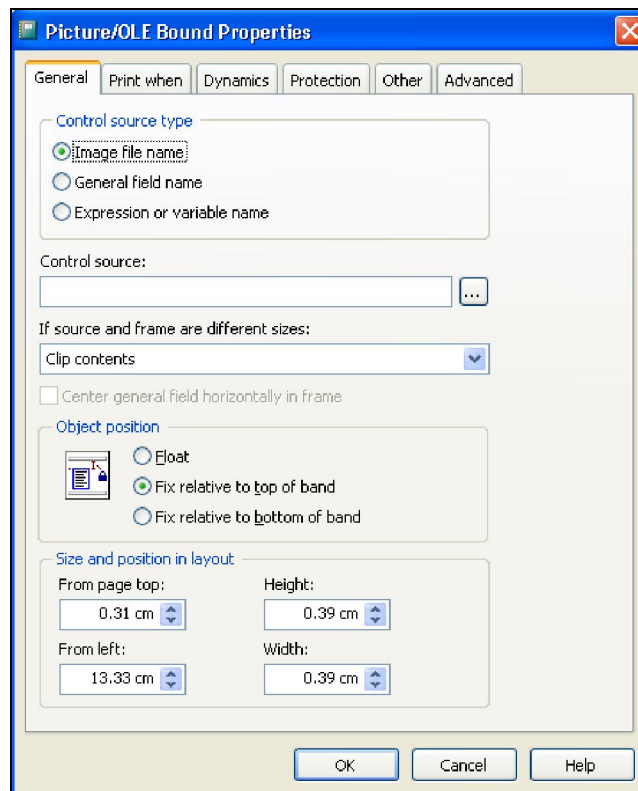 Picture/OLE Bound Properties
General Print when Dynamics Protection Other Advanced
Control source type
Image file name
General field name
Expression or variable name
Control source:
...
If source and frame are different sizes:
Clip contents
Center general field horizontally in frame
Object position
Float
Fix relative to top of band
Fix relative to bottom of band
Size and position in layout
From page top: Height:
0.31 cm 0.39 cm
From left: Width:
13.33 cm 0.39 cm
OK Cancel Help